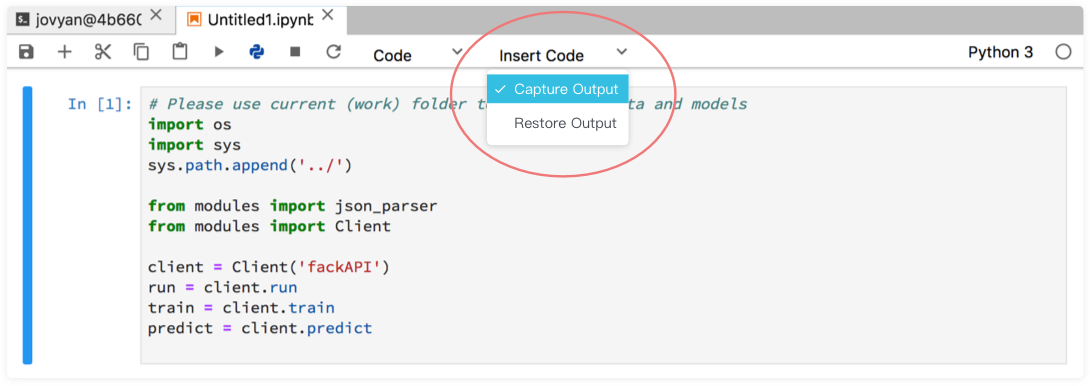 jovyan@4b660
Untitled1.ipynb
Code
Insert Code
Python 3
Capture Output
Restore Output
In [1]:
# Please use current (work) folder t ta and models
import os
import sys
sys.path.append('../')
from modules import json_parser
from modules import Client
client = Client('fackAPI')
run = client.run
train = client.train
predict = client.predict